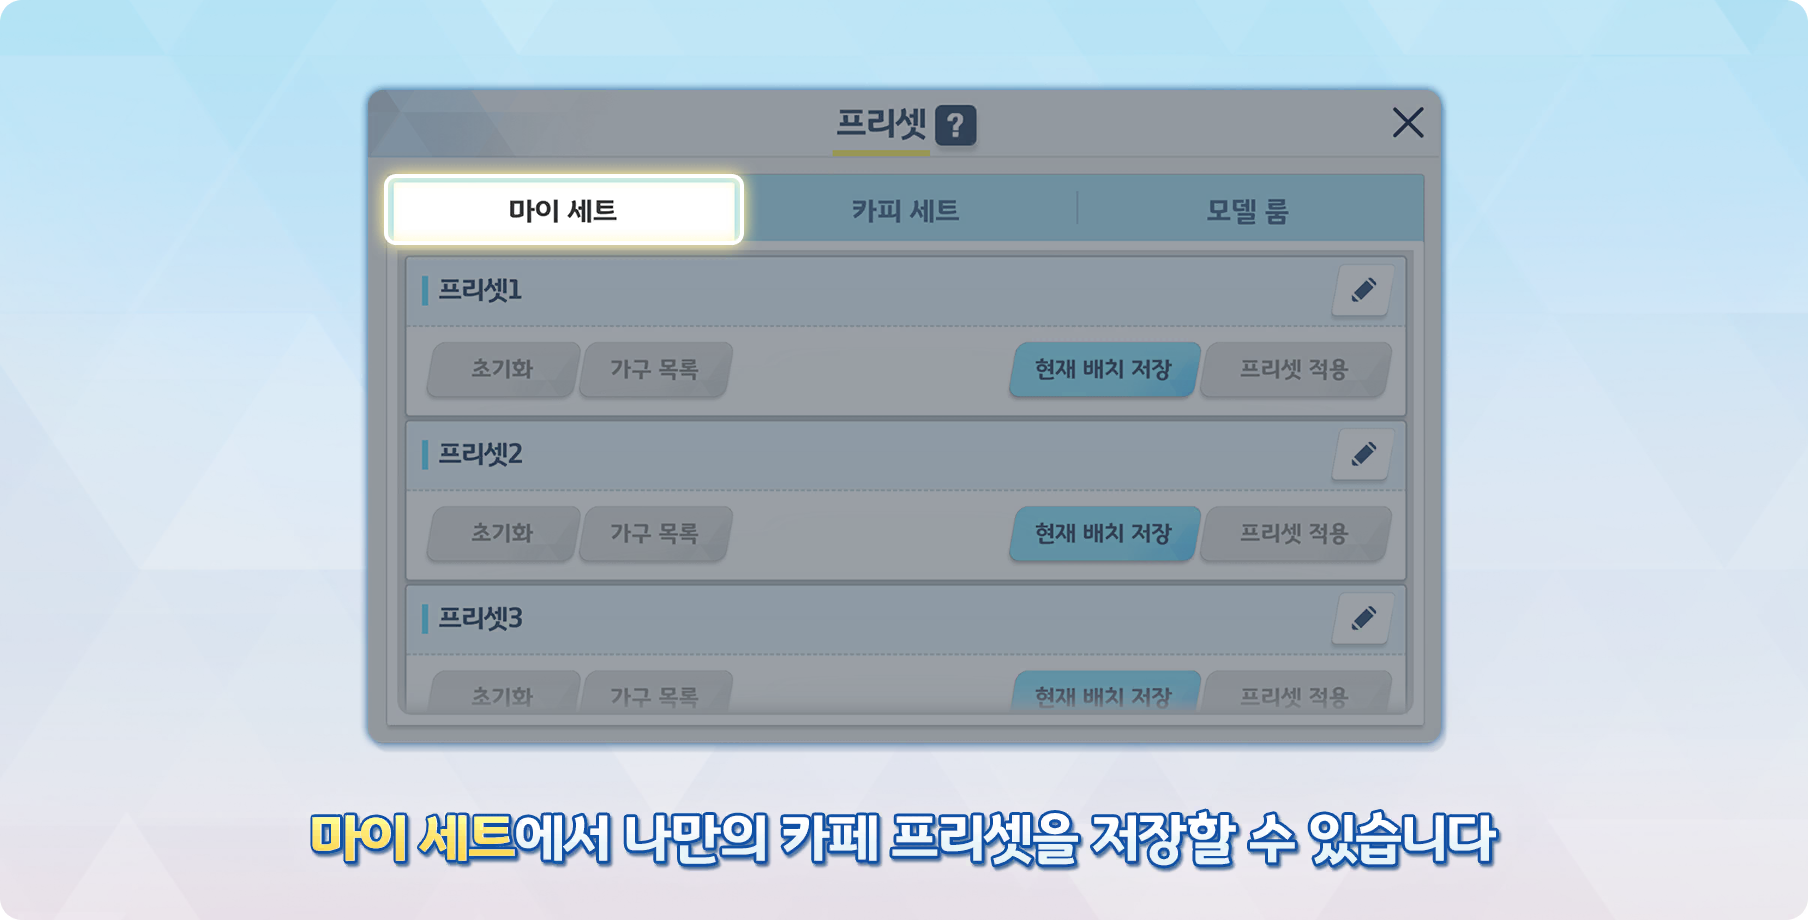 프리셋 ?
마이 세트 카피 세트 모델 룸
프리셋1
초기화 가구 목록 현재 배치 저장 프리셋 적용
프리셋2
초기화 가구 목록 현재 배치 저장 프리셋 적용
프리셋3
초기화 가구 목록 현재 배치 저장 프리셋 적용
마이 세트에서 나만의 카페 프리셋을 저장할 수 있습니다